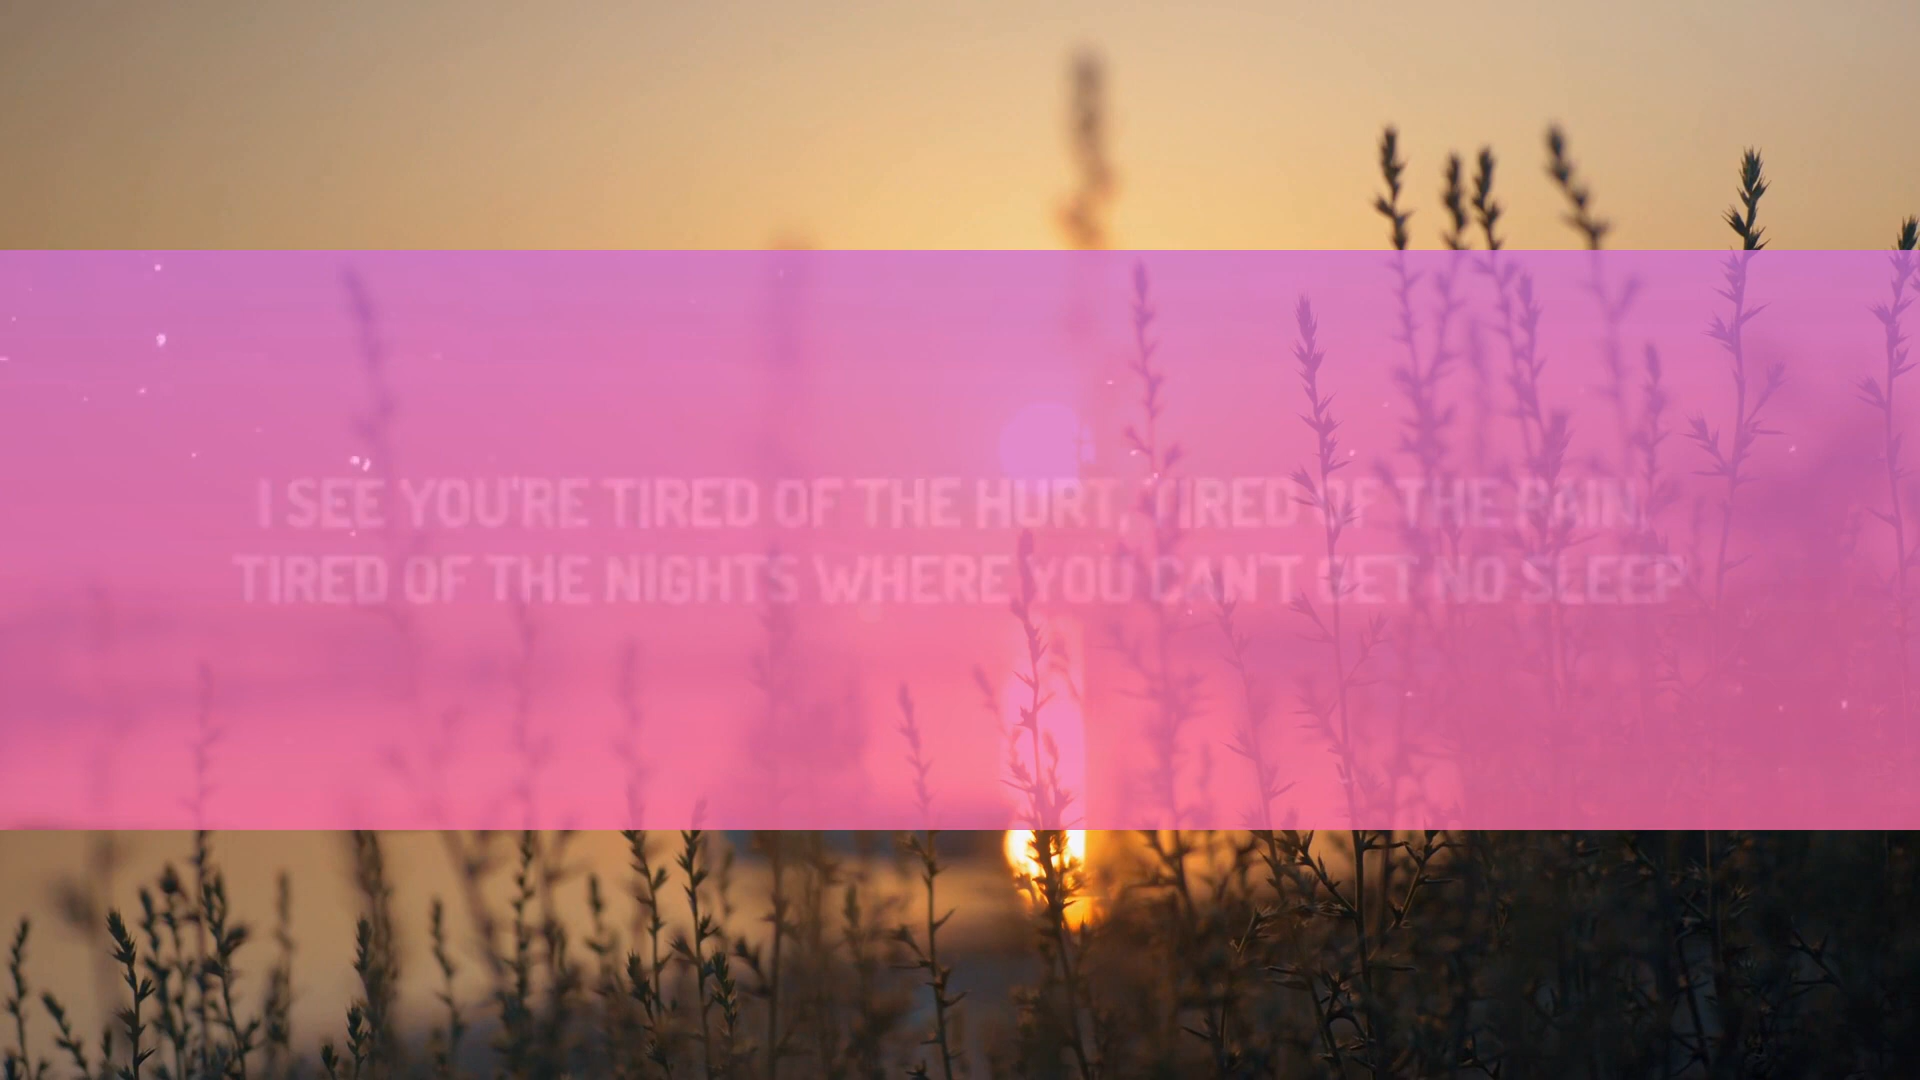 I SEE YOU'RE TIRED OF THE HURT, TIRED OF THE PAIN,
TIRED OF THE NIGHTS WHERE YOU CAN'T GET NO SLEEP